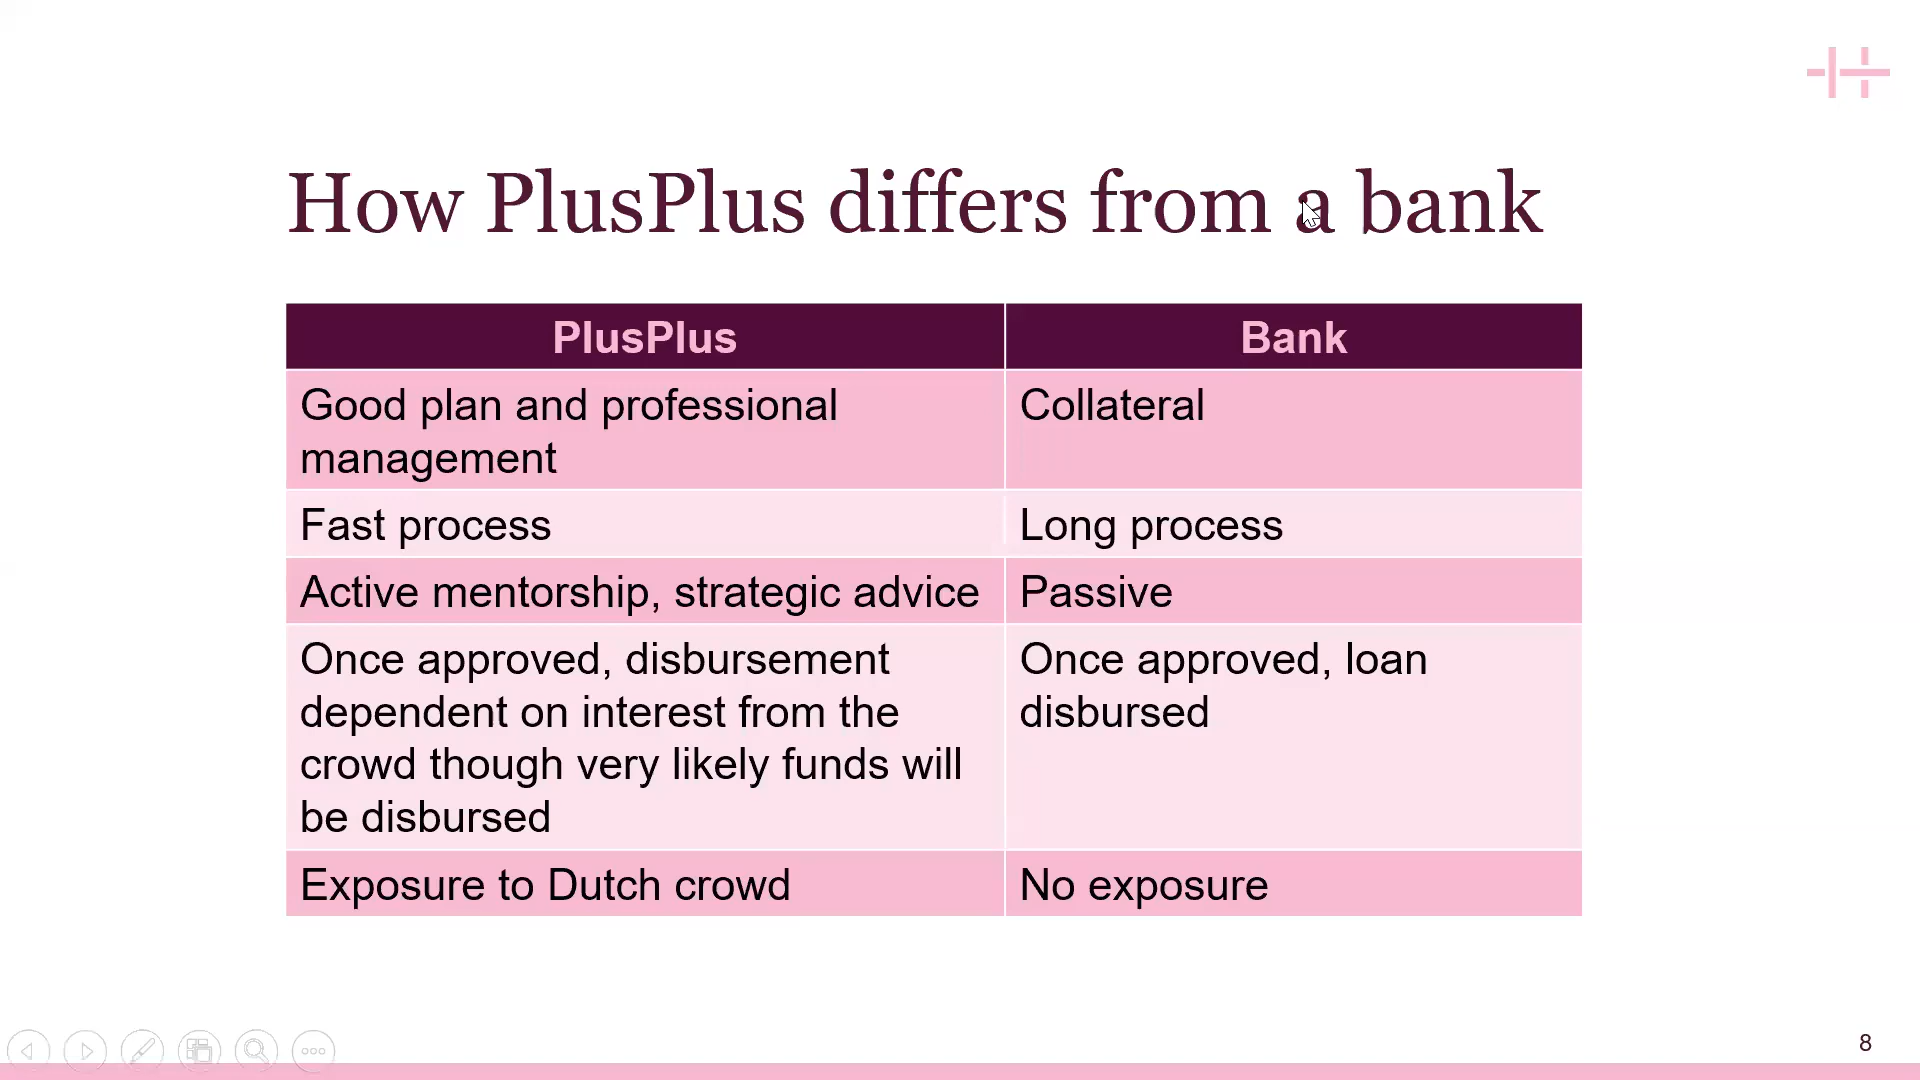 How PlusPlus differs from a bank
PlusPlus
Bank
Good plan and professional
management
Collateral
Fast process
Long process
Active mentorship, strategic advice
Passive
Once approved, disbursement
dependent on interest from the
crowd though very likely funds will
be disbursed
Once approved, loan
disbursed
Exposure to Dutch crowd
No exposure
8